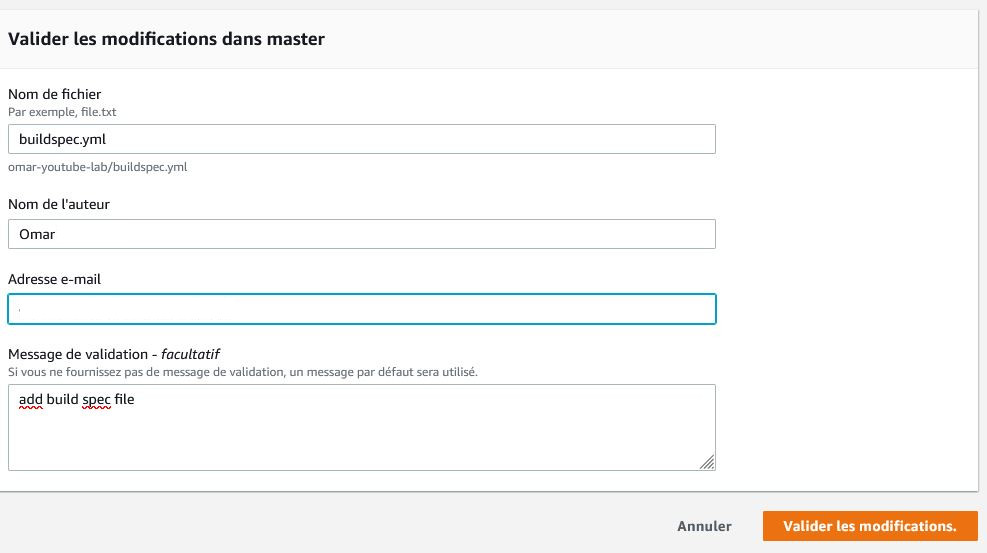 Valider les modifications dans master
Nom de fichier
Par exemple, file.txt
buildspec.yml
omar-youtube-lab/buildspec.yml
Nom de l'auteur
Omar
Adresse e-mail
Message de validation - facultatif
Si vous ne fournissez pas de message de validation, un message par défaut sera utilisé.
add build spec file
Annuler
Valider les modifications.